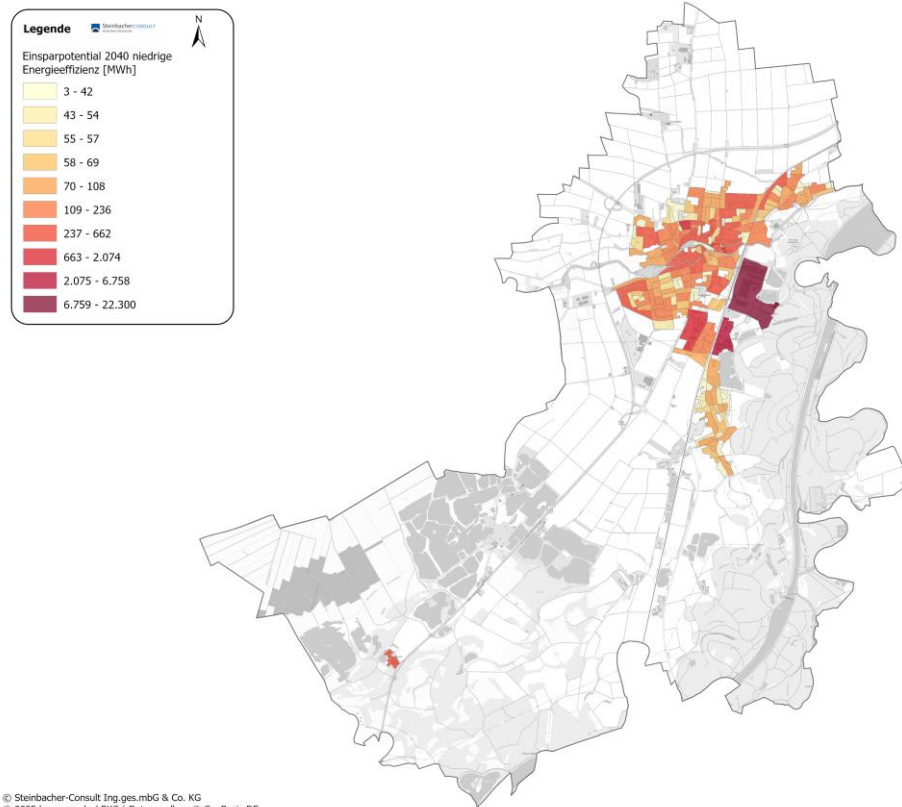 Legende
SteinbacherCONSULT
N
Einsparpotential 2040 niedrige
Energieeffizienz [MWh]
3 - 42
43 - 54
55 - 57
58 - 69
70 - 108
109 - 236
237 - 662
663 - 2.074
2.075 - 6.758
6.759 - 22.300
© Steinbacher-Consult Ing.ges.mbG & Co. KG